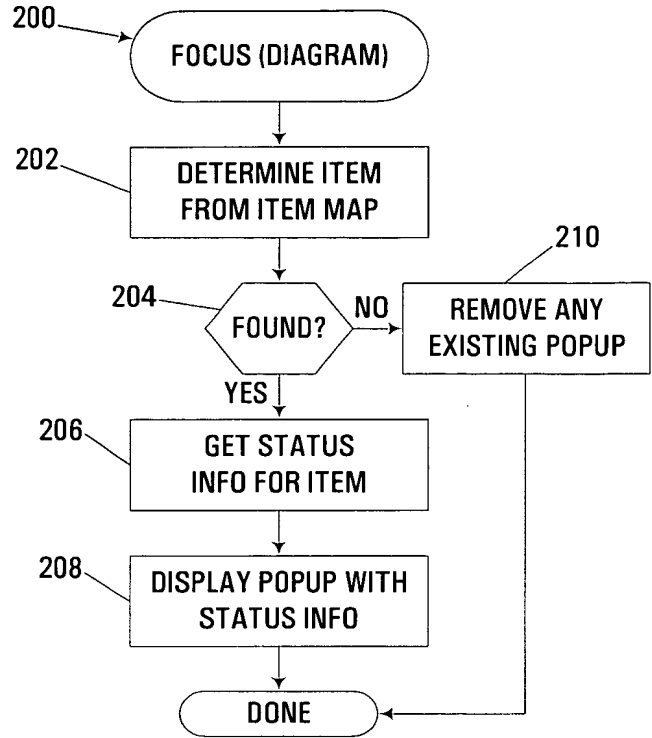 200
FOCUS (DIAGRAM)
202
DETERMINE ITEM
FROM ITEM MAP
210
204
FOUND?
NO
REMOVE ANY
EXISTING POPUP
YES
206
GET STATUS
INFO FOR ITEM
208
DISPLAY POPUP WITH
STATUS INFO
DONE